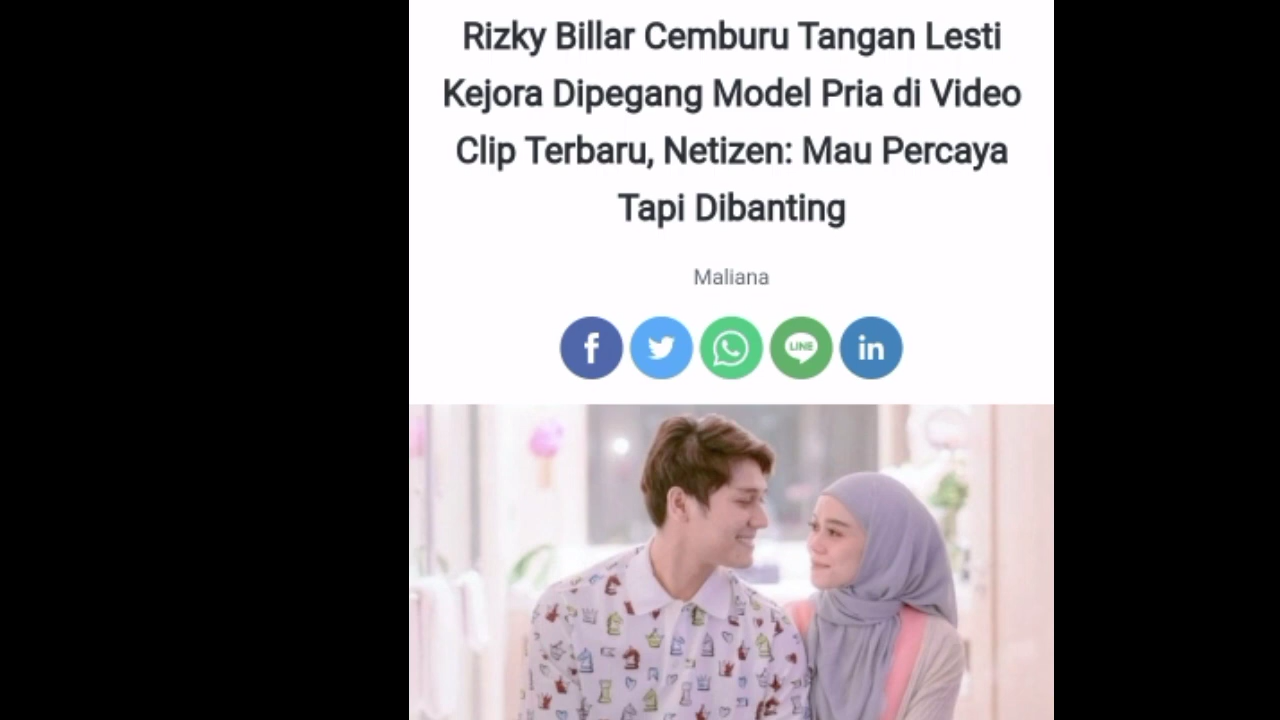 Rizky Billar Cemburu Tangan Lesti
Kejora Dipegang Model Pria di Video
Clip Terbaru, Netizen: Mau Percaya
Tapi Dibanting
Maliana
f
LINE
in